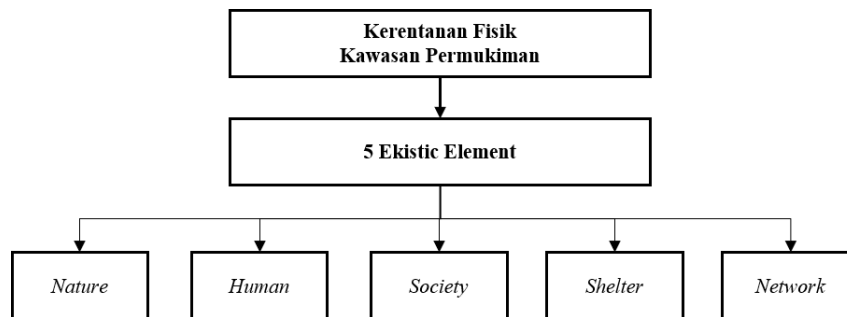 Kerentanan Fisik
Kawasan Permukiman
5 Ekistic Element
Nature
Human
Society
Shelter
Network